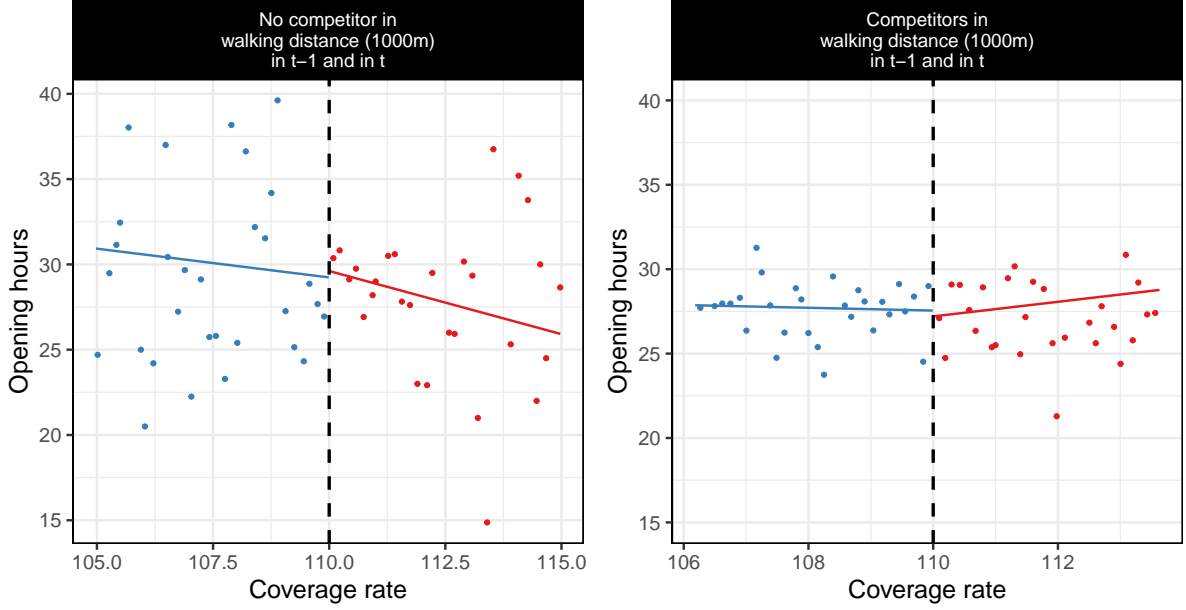 No competitor in
walking distance (1000m)
in t−1 and in t
40
35
30
25
20
15
Opening hours
105.0 107.5 110.0 112.5 115.0
Coverage rate
Competitors in
walking distance (1000m)
in t−1 and in t
40
35
30
25
20
15
Opening hours
106 108 110 112
Coverage rate